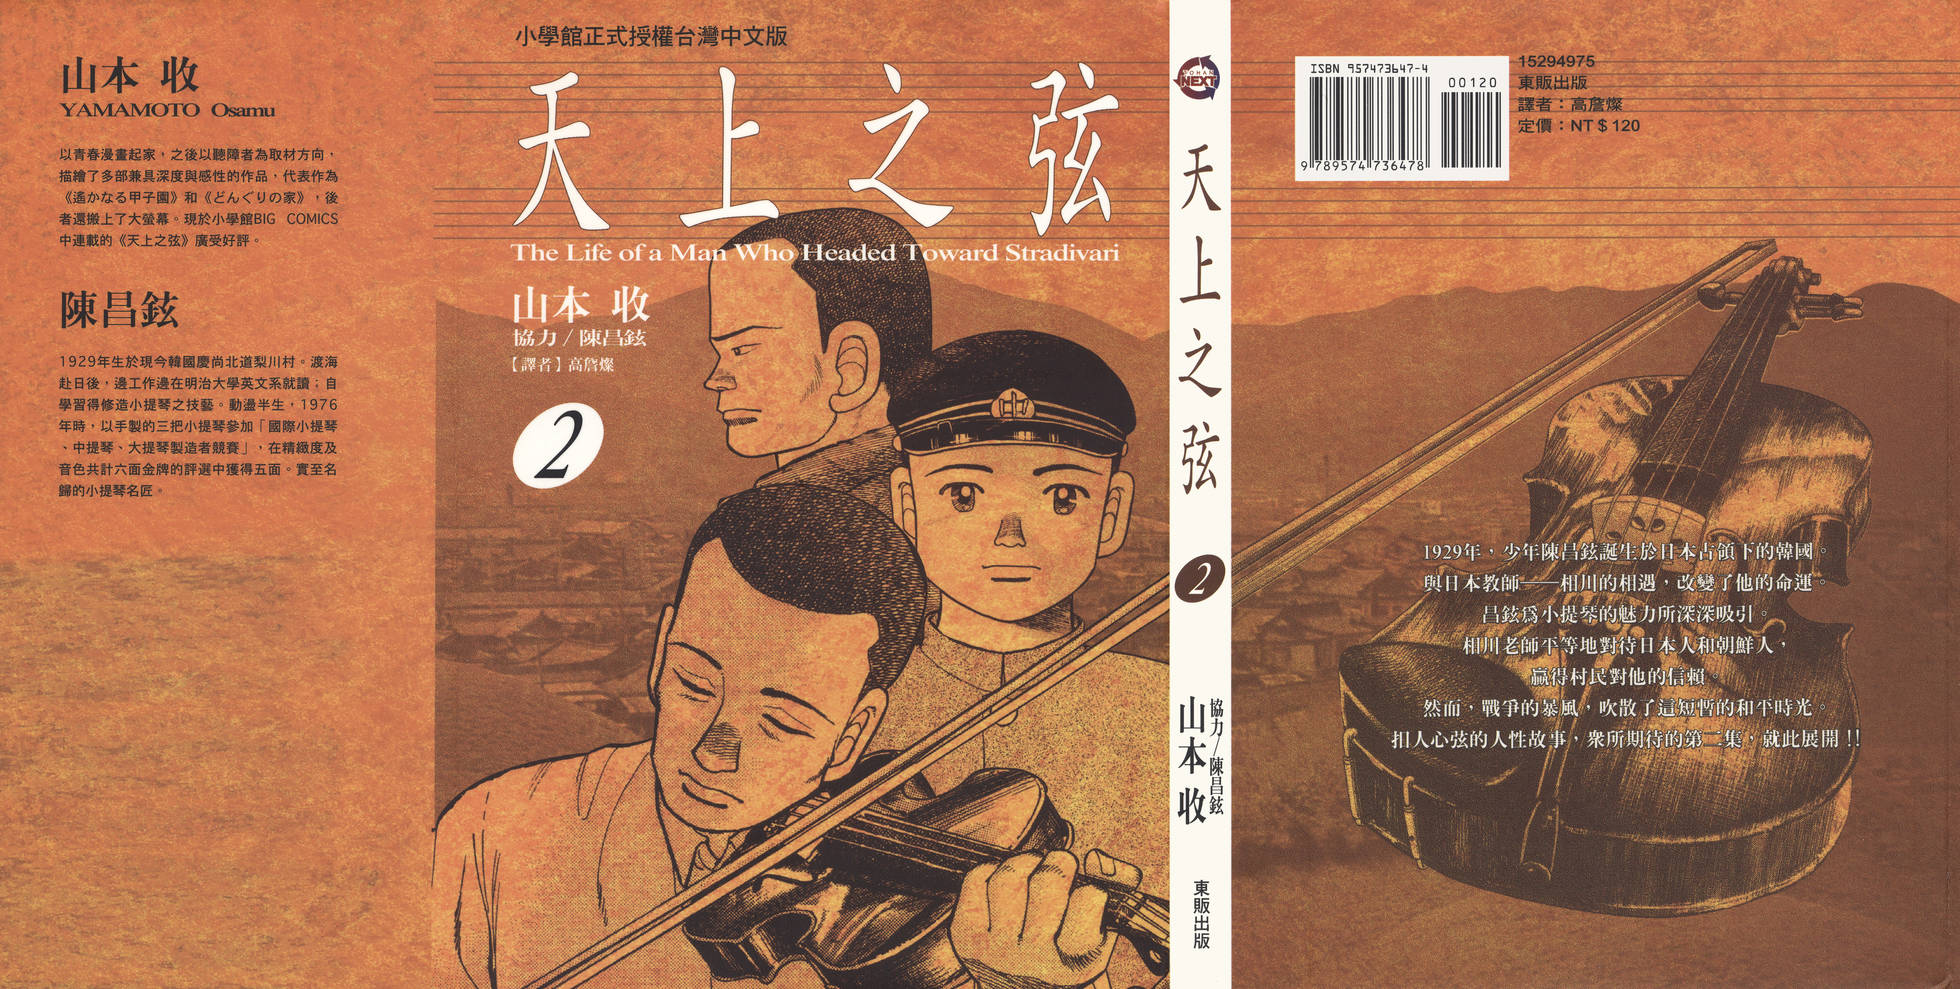 山本 收
YAMAMOTO Osamu
以青春漫畫起家，之後以聽障者為取材方向，
描繪了多部兼具深度與感性的作品，代表作為
《遙かなる甲子園》和《どんぐりの家》，後
者還搬上了大螢幕。現於小學館BIG COMICS
中連載的《天上之弦》廣受好評。
陳昌鉉
1929年生於現今韓國慶尚北道梨川村。渡海
赴日後，邊工作邊在明治大學英文系就讀；自
學習得修造小提琴之技藝。動盪半生，1976
年時，以手製的三把小提琴參加「國際小提琴
、中提琴、大提琴製造者競賽」，在精緻度及
音色共計六面金牌的評選中獲得五面。實至名
歸的小提琴名匠。
小學館正式授權台灣中文版
天上之弦
The Life of a Man Who Headed Toward Stradivari
山本 收
協力/陳昌鉉
【譯者】高詹燦
2
中
TOHAN
NEXT
天上之弦
2
協力/陳昌鉉
山本 收
東販出版
ISBN 957473647-4
00120
9 789574 736478
15294975
東販出版
譯者：高詹燦
定價：NT＄120
1929年，少年陳昌鉉誕生於日本占領下的韓國。
與日本教師——相川的相遇，改變了他的命運。
昌鉉爲小提琴的魅力所深深吸引。
相川老師平等地對待日本人和朝鮮人，
贏得村民對他的信賴。
然而，戰爭的暴風，吹散了這短暫的和平時光。
扣人心弦的人性故事，衆所期待的第二集，就此展開!!